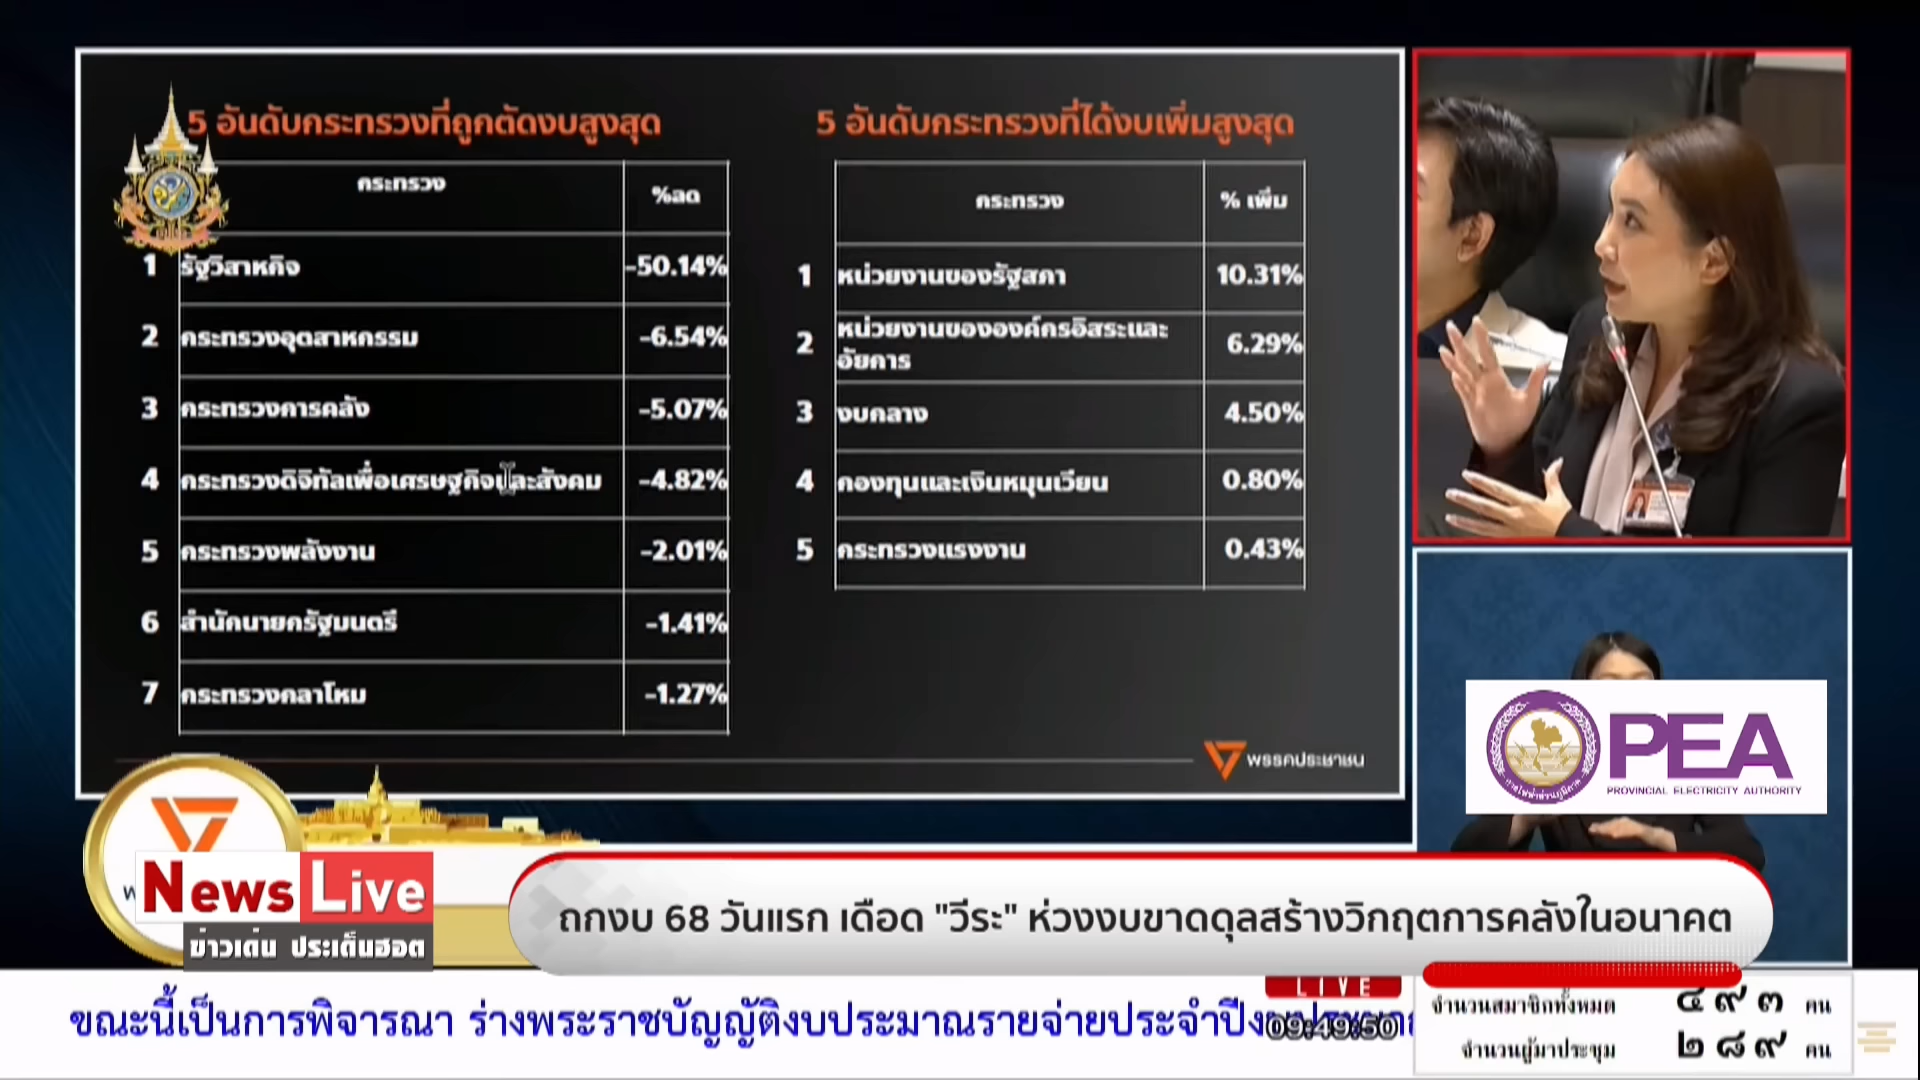 5 อันดับกระทรวงที่ถูกตัดงบสูงสุด
กระทรวง %ลด
1 รัฐวิสาหกิจ -50.14%
2 กระทรวงอุตสาหกรรม -6.54%
3 กระทรวงการคลัง -5.07%
4 กระทรวงดิจิทัลเพื่อเศรษฐกิจและสังคม -4.82%
5 กระทรวงพลังงาน -2.01%
6 สำนักนายกรัฐมนตรี -1.41%
7 กระทรวงกลาโหม -1.27%
5 อันดับกระทรวงที่ได้งบเพิ่มสูงสุด
กระทรวง % เพิ่ม
1 หน่วยงานของรัฐสภา 10.31%
2 หน่วยงานขององค์กรอิสระและ
อัยการ 6.29%
3 งบกลาง 4.50%
4 กองทุนและเงินหมุนเวียน 0.80%
5 กระทรวงแรงงาน 0.43%
พรรคประชาชน
PEA
PROVINCIAL ELECTRICITY AUTHORITY
News Live
ข่าวเด่น ประเด็นฮอต
ถกงบ 68 วันแรก เดือด "วีระ" ห่วงงบขาดดุลสร้างวิกฤตการคลังในอนาคต
LIVE
09:49:50
ขณะนี้เป็นการพิจารณา ร่างพระราชบัญญัติงบประมาณรายจ่ายประจำปี
จำนวนสมาชิกทั้งหมด ๔๙๓ คน
จำนวนผู้มาประชุม ๒๘๙ คน